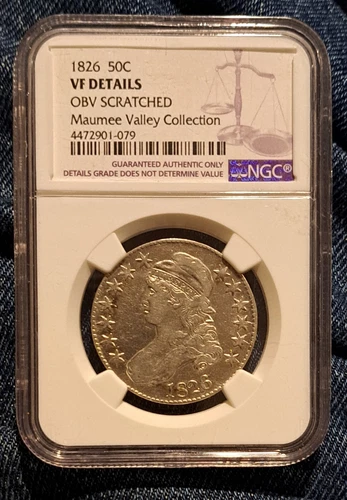 1826 50C
VF DETAILS
OBV SCRATCHED
Maumee Valley Collection
4472901-079
GUARANTEED AUTHENTIC ONLY
DETAILS GRADE DOES NOT DETERMINE VALUE
NGC®
1826